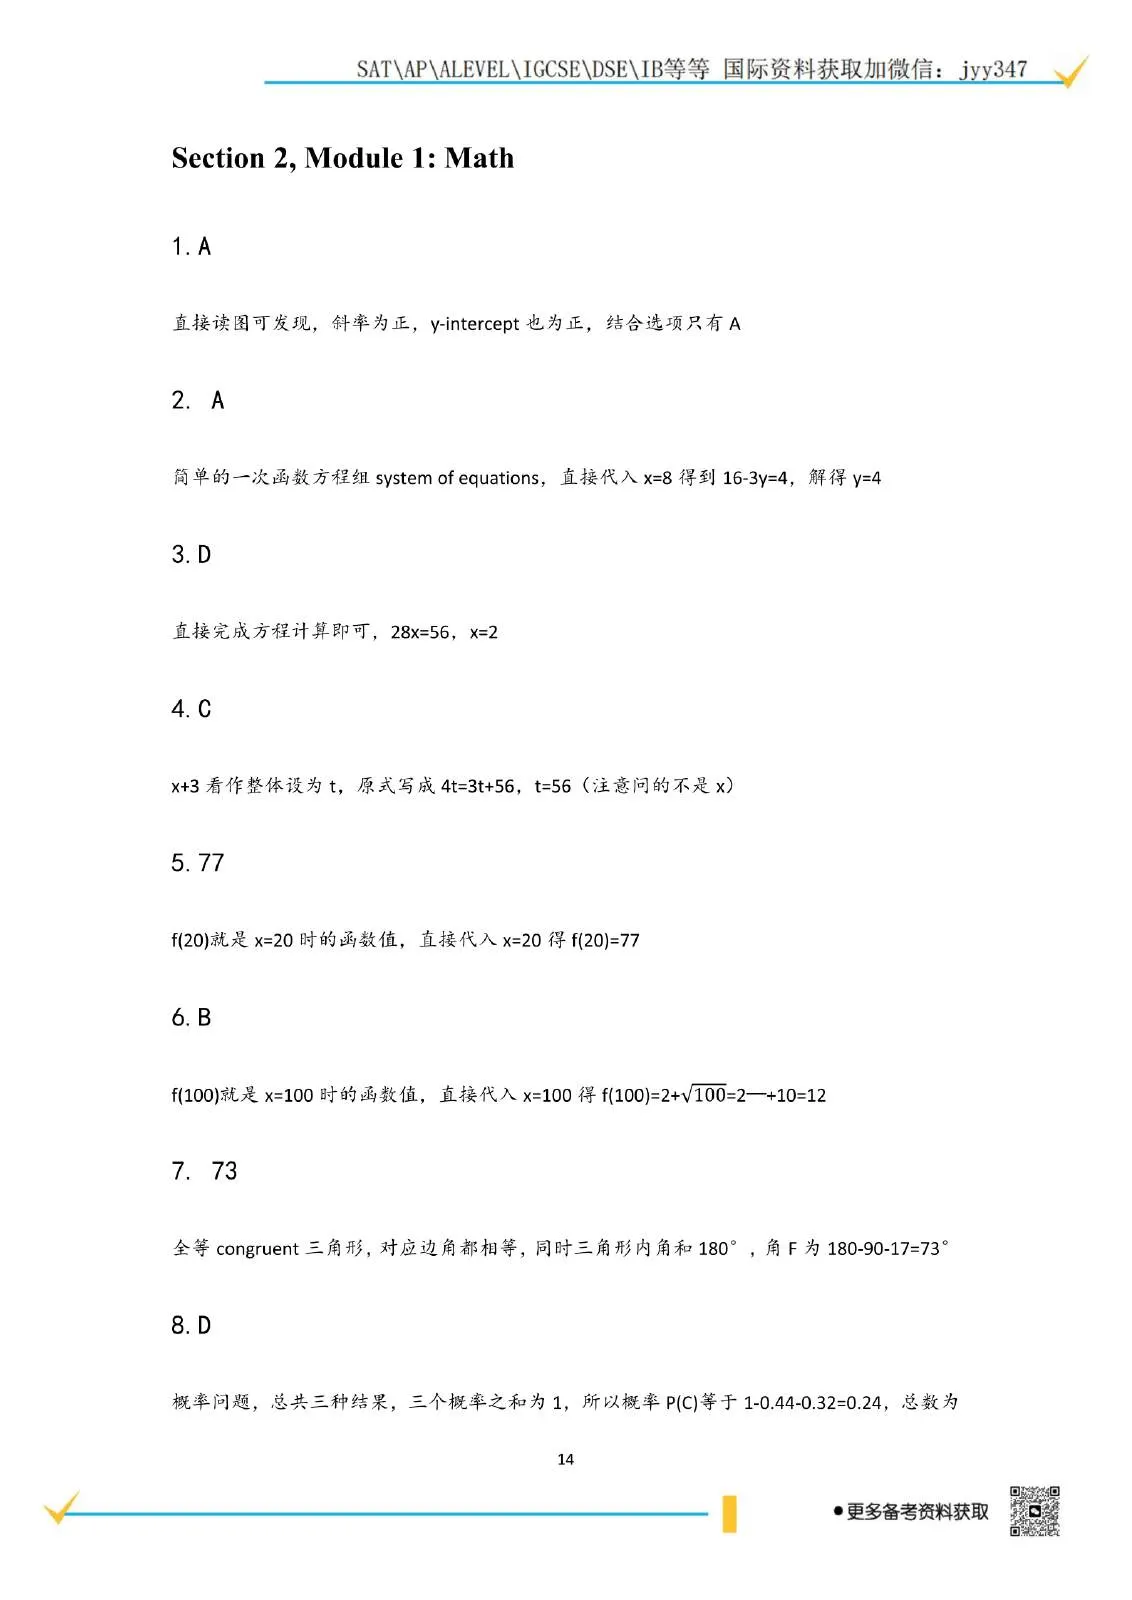 SAT\AP\ALEVEL\IGCSE\DSE\IB等等 国际资料获取加微信：jyy347
Section 2, Module 1: Math
1. A
直接读图可发现，斜率为正，y-intercept 也为正，结合选项只有 A
2. A
简单的一次函数方程组 system of equations，直接代入 x=8 得到 16-3y=4，解得 y=4
3. D
直接完成方程计算即可，28x=56，x=2
4. C
x+3 看作整体设为 t，原式写成 4t=3t+56，t=56（注意问的不是 x）
5. 77
f(20)就是 x=20 时的函数值，直接代入 x=20 得 f(20)=77
6. B
f(100)就是 x=100 时的函数值，直接代入 x=100 得 f(100)=2+√100=2一+10=12
7. 73
全等 congruent 三角形，对应边角都相等，同时三角形内角和 180°，角 F 为 180-90-17=73°
8. D
概率问题，总共三种结果，三个概率之和为 1，所以概率 P(C)等于 1-0.44-0.32=0.24，总数为
14
●更多备考资料获取